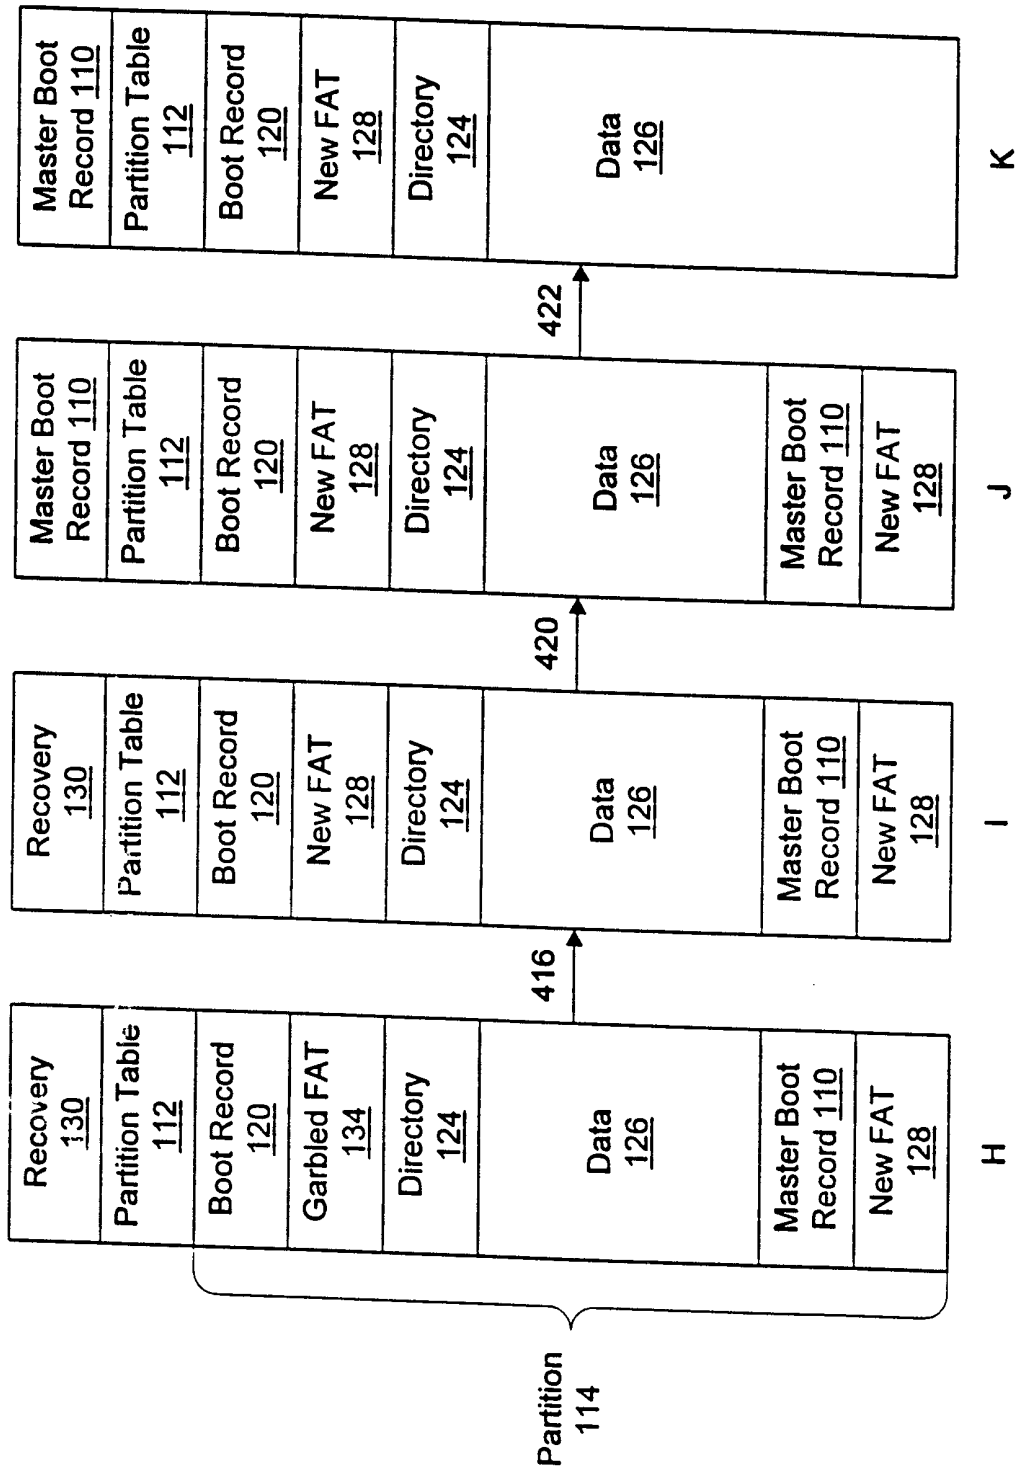 Master Boot
Record 110
Partition Table
112
Boot Record
120
New FAT
128
Directory
124
Data
126
K
422
Master Boot
Record 110
Partition Table
112
Boot Record
120
New FAT
128
Directory
124
Data
126
Master Boot
Record 110
New FAT
128
J
420
Recovery
130
Partition Table
112
Boot Record
120
New FAT
128
Directory
124
Data
126
Master Boot
Record 110
New FAT
128
I
416
Recovery
130
Partition Table
112
Boot Record
120
Garbled FAT
134
Directory
124
Data
126
Master Boot
Record 110
New FAT
128
H
Partition
114